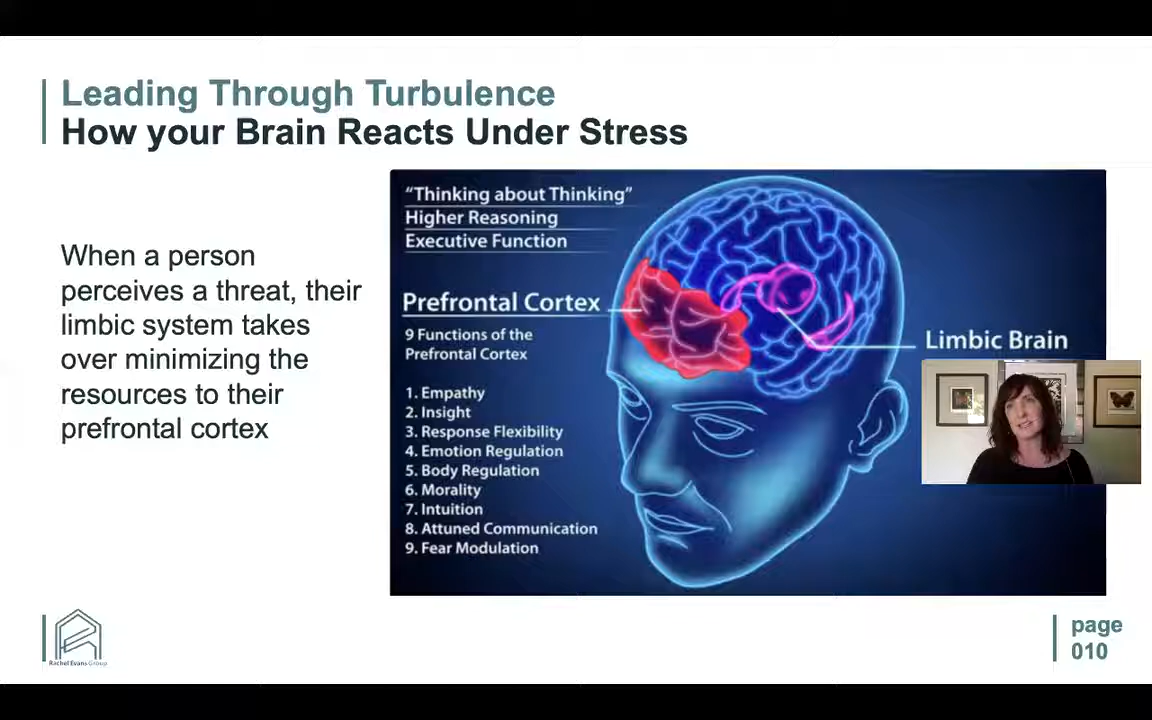 Leading Through Turbulence
How your Brain Reacts Under Stress
When a person
perceives a threat, their
limbic system takes
over minimizing the
resources to their
prefrontal cortex
“Thinking about Thinking”
Higher Reasoning
Executive Function
Prefrontal Cortex
9 Functions of the
Prefrontal Cortex
1. Empathy
2. Insight
3. Response Flexibility
4. Emotion Regulation
5. Body Regulation
6. Morality
7. Intuition
8. Attuned Communication
9. Fear Modulation
Limbic Brain
Rachel Evans Group
page
010